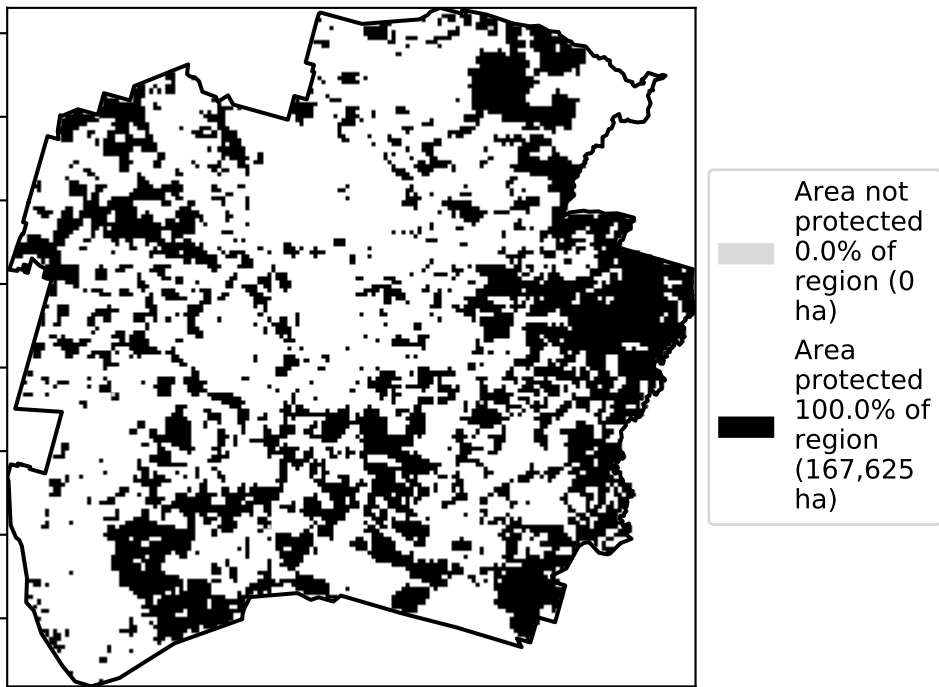 Area not
protected
0.0% of
region (0
ha)
Area
protected
100.0% of
region
(167,625
ha)